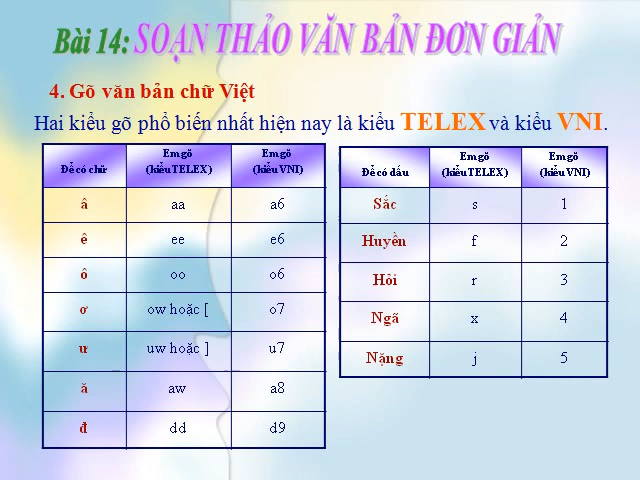 Bài 14: SOẠN THẢO VĂN BẢN ĐƠN GIẢN
4. Gõ văn bản chữ Việt
Hai kiểu gõ phổ biến nhất hiện nay là kiểu TELEX và kiểu VNI.
Để có chữ Em gõ (kiểu TELEX) Em gõ (kiểu VNI)
â aa a6
ê ee e6
ô oo o6
ơ ow hoặc [ o7
ư uw hoặc ] u7
ă aw a8
đ dd d9
Để có dấu Em gõ (kiểu TELEX) Em gõ (kiểu VNI)
Sắc s 1
Huyền f 2
Hỏi r 3
Ngã x 4
Nặng j 5